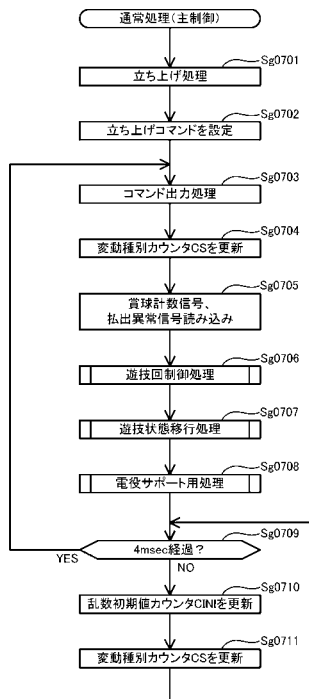 通常処理(主制御)
Sg0701
立ち上げ処理
Sg0702
立ち上げコマンドを設定
Sg0703
コマンド出力処理
Sg0704
変動種別カウンタCSを更新
Sg0705
賞球計数信号、
払出異常信号読み込み
Sg0706
遊技回制御処理
Sg0707
遊技状態移行処理
Sg0708
電役サポート用処理
Sg0709
4msec経過？
YES
NO
Sg0710
乱数初期値カウンタCINIを更新
Sg0711
変動種別カウンタCSを更新